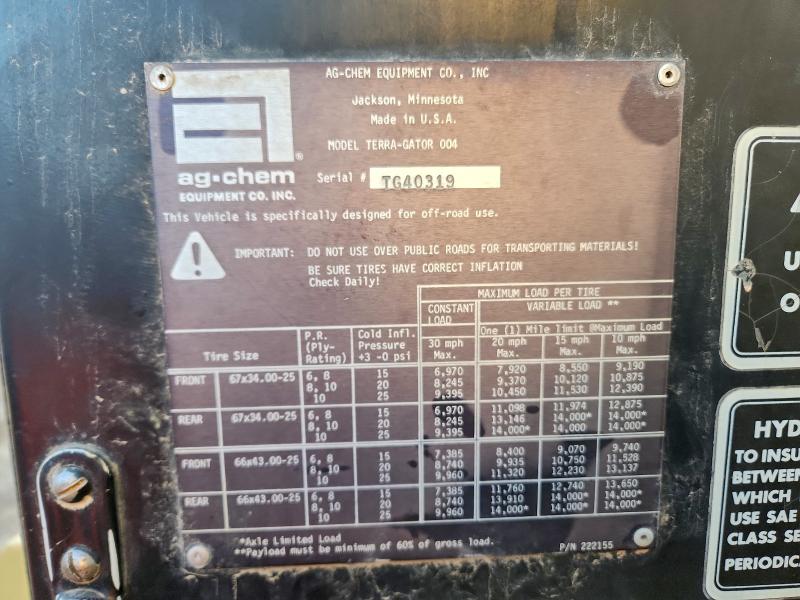 AG-CHEM EQUIPMENT CO., INC
Jackson, Minnesota
Made in U.S.A.
MODEL TERRA-GATOR 004
ag-chem®
EQUIPMENT CO. INC.
Serial # TG40319
This Vehicle is specifically designed for off-road use.
IMPORTANT: DO NOT USE OVER PUBLIC ROADS FOR TRANSPORTING MATERIALS!
BE SURE TIRES HAVE CORRECT INFLATION
Check Daily!
MAXIMUM LOAD PER TIRE
CONSTANT LOAD VARIABLE LOAD **
One (1) Mile limit @Maximum Load
Tire Size P.R. (Ply-Rating) Cold Infl. Pressure +3 -0 psi 30 mph Max. 20 mph Max. 15 mph Max. 10 mph Max.
FRONT 67x34.00-25 6, 8 15 6,970 7,920 8,550 9,190
8, 10 20 8,245 9,370 10,120 10,875
10 25 9,395 10,450 11,530 12,390
REAR 67x34.00-25 6, 8 15 6,970 11,098 11,974 12,875
8, 10 20 8,245 13,146 14,000* 14,000*
10 25 9,395 14,000* 14,000 14,000*
FRONT 66x43.00-25 6, 8 15 7,385 8,400 9,070 9,740
8, 10 20 8,740 9,935 10,750 11,528
10 25 9,960 11,320 12,230 13,137
REAR 66x43.00-25 6, 8 15 7,385 11,760 12,740 13,650
8, 10 20 8,740 13,910 14,000* 14,000*
10 25 9,960 14,000* 14,000* 14,000*
*Axle Limited Load
**Payload must be minimum of 60% of gross load.
P/N 222155
U
O
HYD
TO INSU
BETWEEN
WHICH
USE SAE
CLASS SE
PERIODICA